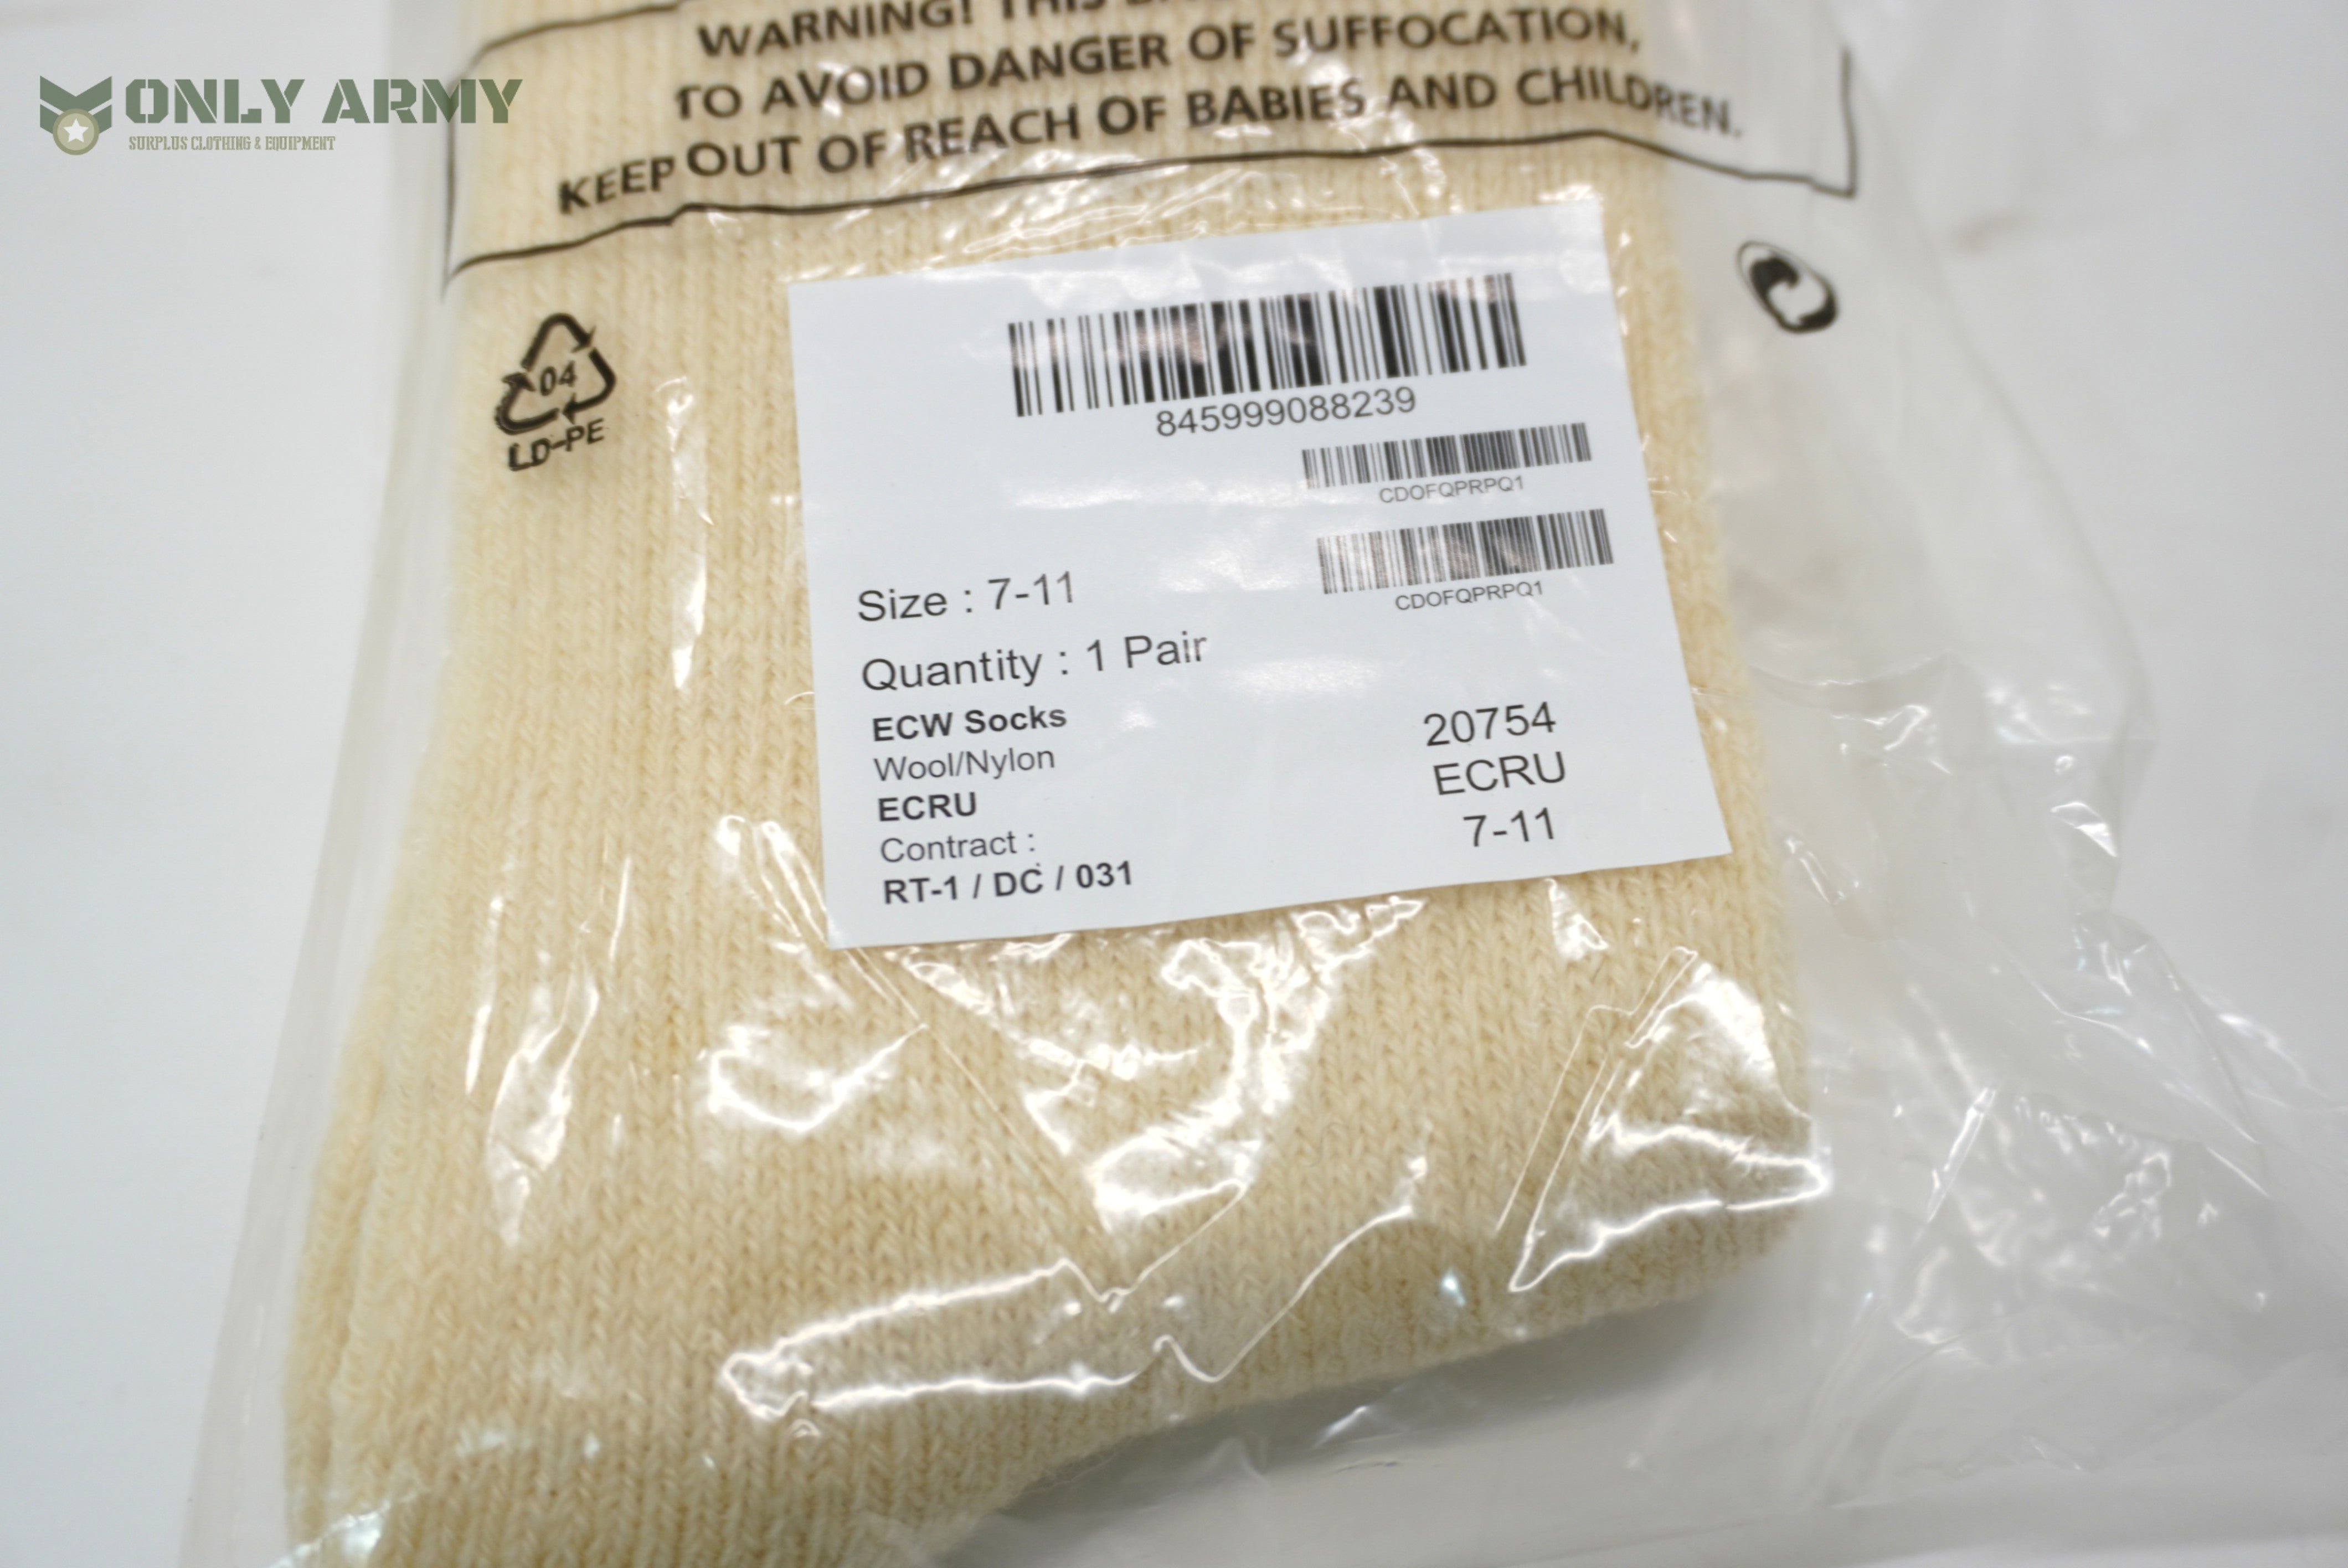 ONLY ARMY
SURPLUS CLOTHING & EQUIPMENT
WARNING! THIS
TO AVOID DANGER OF SUFFOCATION,
KEEP OUT OF REACH OF BABIES AND CHILDREN.
04
LD-PE
845999088239
CDOFQPRPQ1
CDOFQPRPQ1
Size : 7-11
Quantity : 1 Pair
ECW Socks
Wool/Nylon
ECRU
Contract :
RT-1 / DC / 031
20754
ECRU
7-11